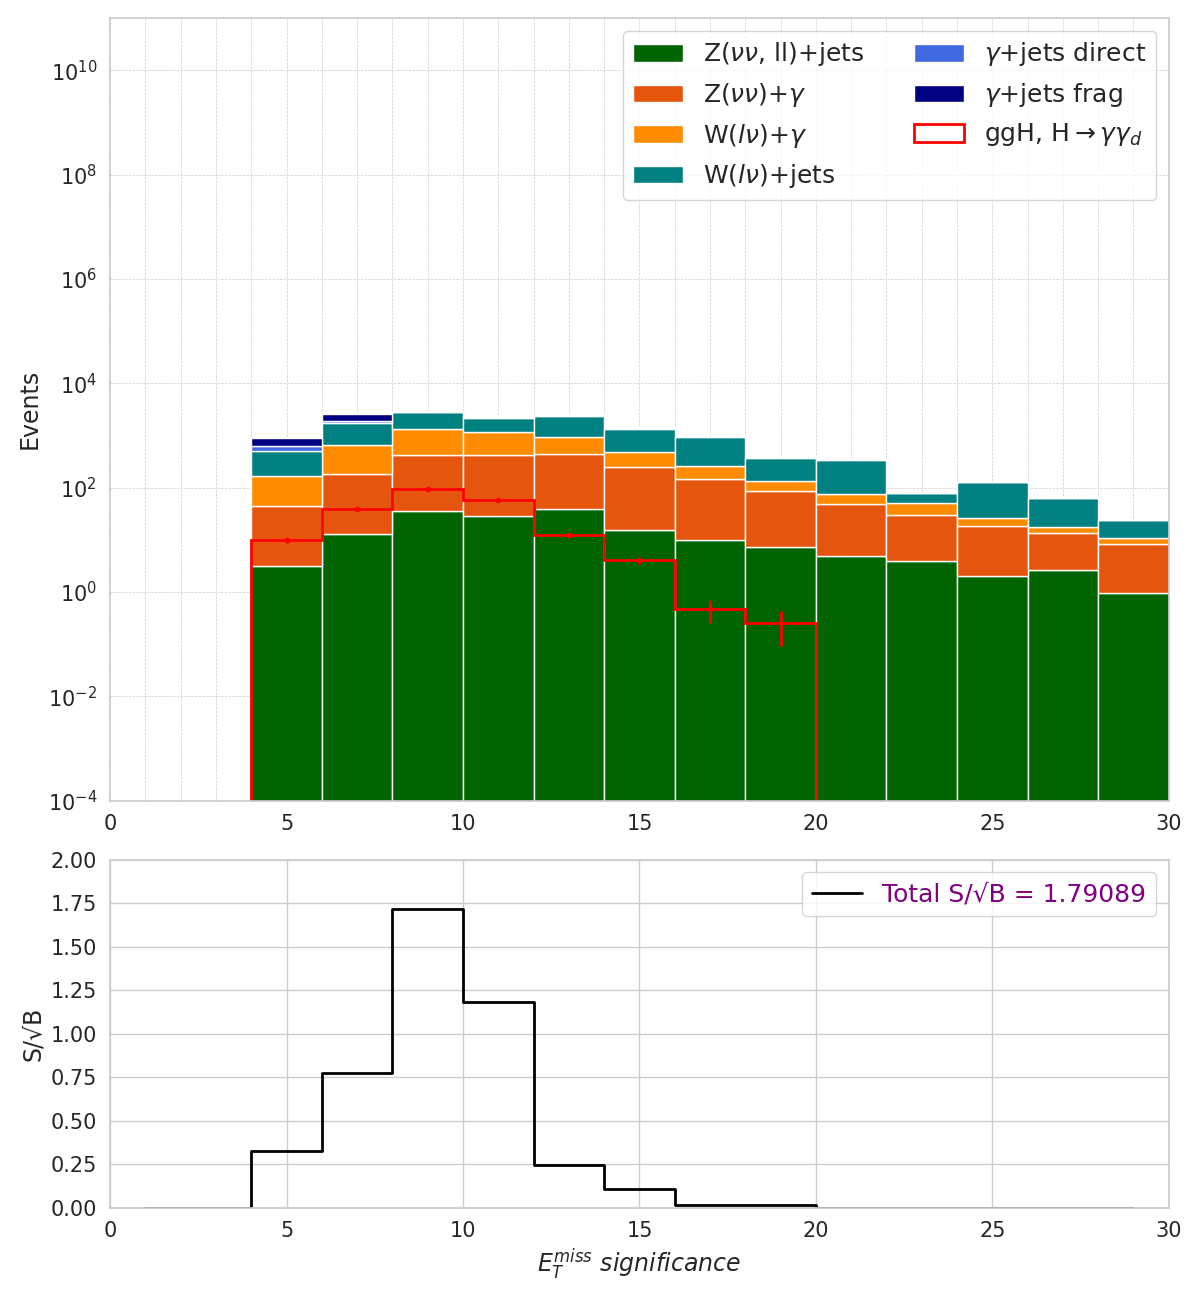 Z(νν, ll)+jets
Z(νν)+γ
W(lν)+γ
W(lν)+jets
γ+jets direct
γ+jets frag
ggH, H→γγ_d
Events
10^10
10^8
10^6
10^4
10^2
10^0
10^−2
10^−4
0 5 10 15 20 25 30
Total S/√B = 1.79089
S/√B
2.00
1.75
1.50
1.25
1.00
0.75
0.50
0.25
0.00
0 5 10 15 20 25 30
E_T^miss significance